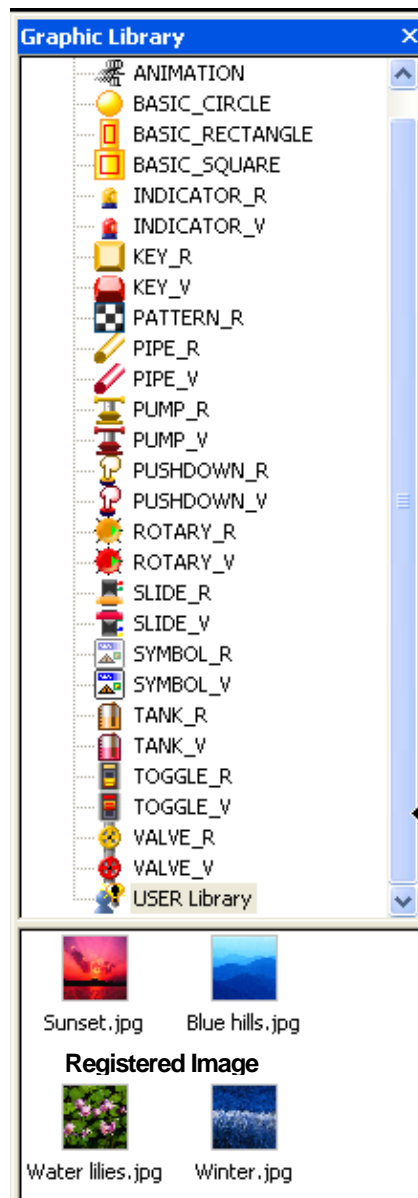 Graphic Library
ANIMATION
BASIC_CIRCLE
BASIC_RECTANGLE
BASIC_SQUARE
INDICATOR_R
INDICATOR_V
KEY_R
KEY_V
PATTERN_R
PIPE_R
PIPE_V
PUMP_R
PUMP_V
PUSHDOWN_R
PUSHDOWN_V
ROTARY_R
ROTARY_V
SLIDE_R
SLIDE_V
SYMBOL_R
SYMBOL_V
TANK_R
TANK_V
TOGGLE_R
TOGGLE_V
VALVE_R
VALVE_V
USER Library
Sunset.jpg Blue hills.jpg
Registered Image
Water lilies.jpg Winter.jpg